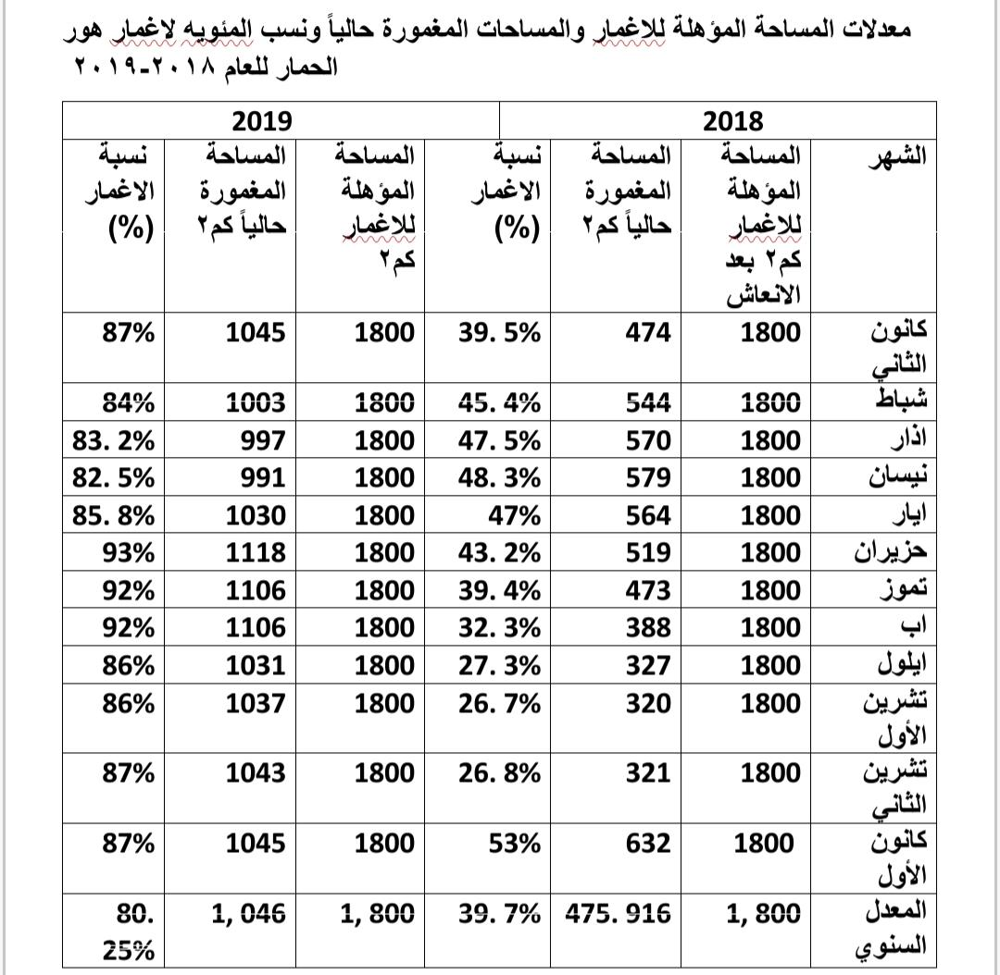 معدلات المساحة المؤهلة للاغمار والمساحات المغمورة حالياً ونسب المئويه لاغمار هور
الحمار للعام ٢٠١٨-٢٠١٩
2018 2019
الشهر المساحة المؤهلة للاغمار كم٢ بعد الانعاش المساحة المغمورة حالياً كم٢ نسبة الاغمار (%) المساحة المؤهلة للاغمار كم٢ المساحة المغمورة حالياً كم٢ نسبة الاغمار (%)
كانون الثاني 1800 474 39. 5% 1800 1045 87%
شباط 1800 544 45. 4% 1800 1003 84%
اذار 1800 570 47. 5% 1800 997 83. 2%
نيسان 1800 579 48. 3% 1800 991 82. 5%
ايار 1800 564 47% 1800 1030 85. 8%
حزيران 1800 519 43. 2% 1800 1118 93%
تموز 1800 473 39. 4% 1800 1106 92%
اب 1800 388 32. 3% 1800 1106 92%
ايلول 1800 327 27. 3% 1800 1031 86%
تشرين الأول 1800 320 26. 7% 1800 1037 86%
تشرين الثاني 1800 321 26. 8% 1800 1043 87%
كانون الأول 1800 632 53% 1800 1045 87%
المعدل السنوي 1, 800 475. 916 39. 7% 1, 800 1, 046 80. 25%